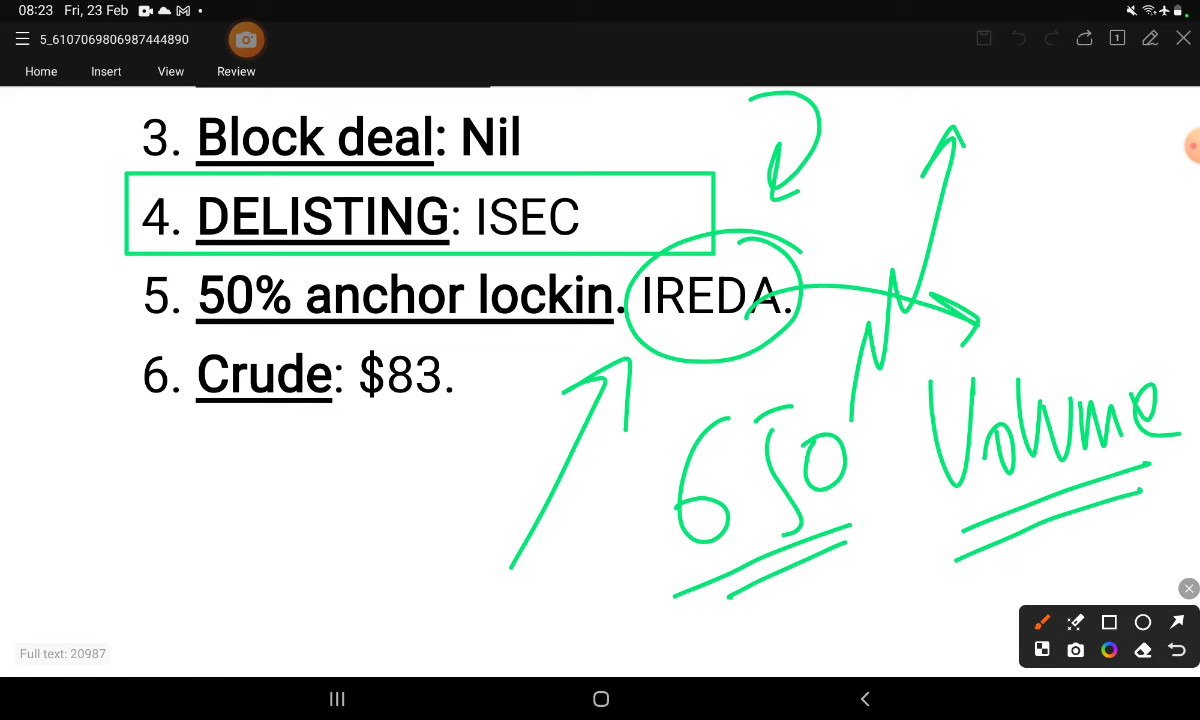 08:23 Fri, 23 Feb
5_6107069806987444890
1
Home Insert View Review
3. Block deal: Nil
4. DELISTING: ISEC
5. 50% anchor lockin. IREDA.
6. Crude: $83.
650
Volume
Full text: 20987